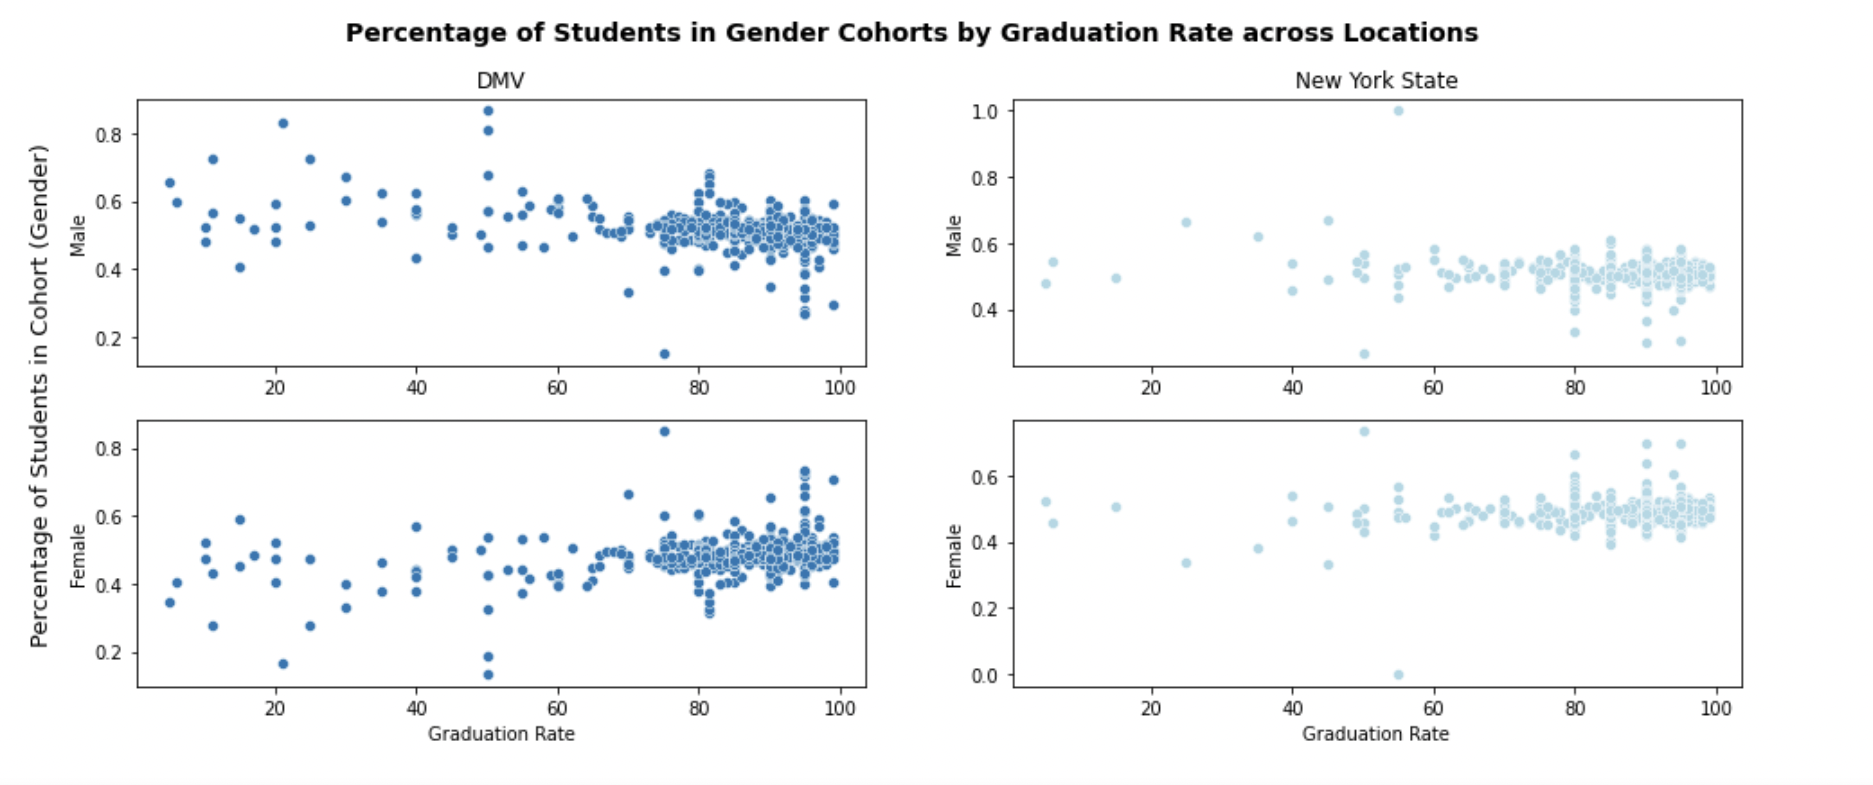 Percentage of Students in Gender Cohorts by Graduation Rate across Locations
DMV
New York State
Percentage of Students in Cohort (Gender)
Male
0.8
0.6
0.4
0.2
20 40 60 80 100
Male
1.0
0.8
0.6
0.4
20 40 60 80 100
Female
0.8
0.6
0.4
0.2
20 40 60 80 100
Graduation Rate
Female
0.6
0.4
0.2
0.0
20 40 60 80 100
Graduation Rate